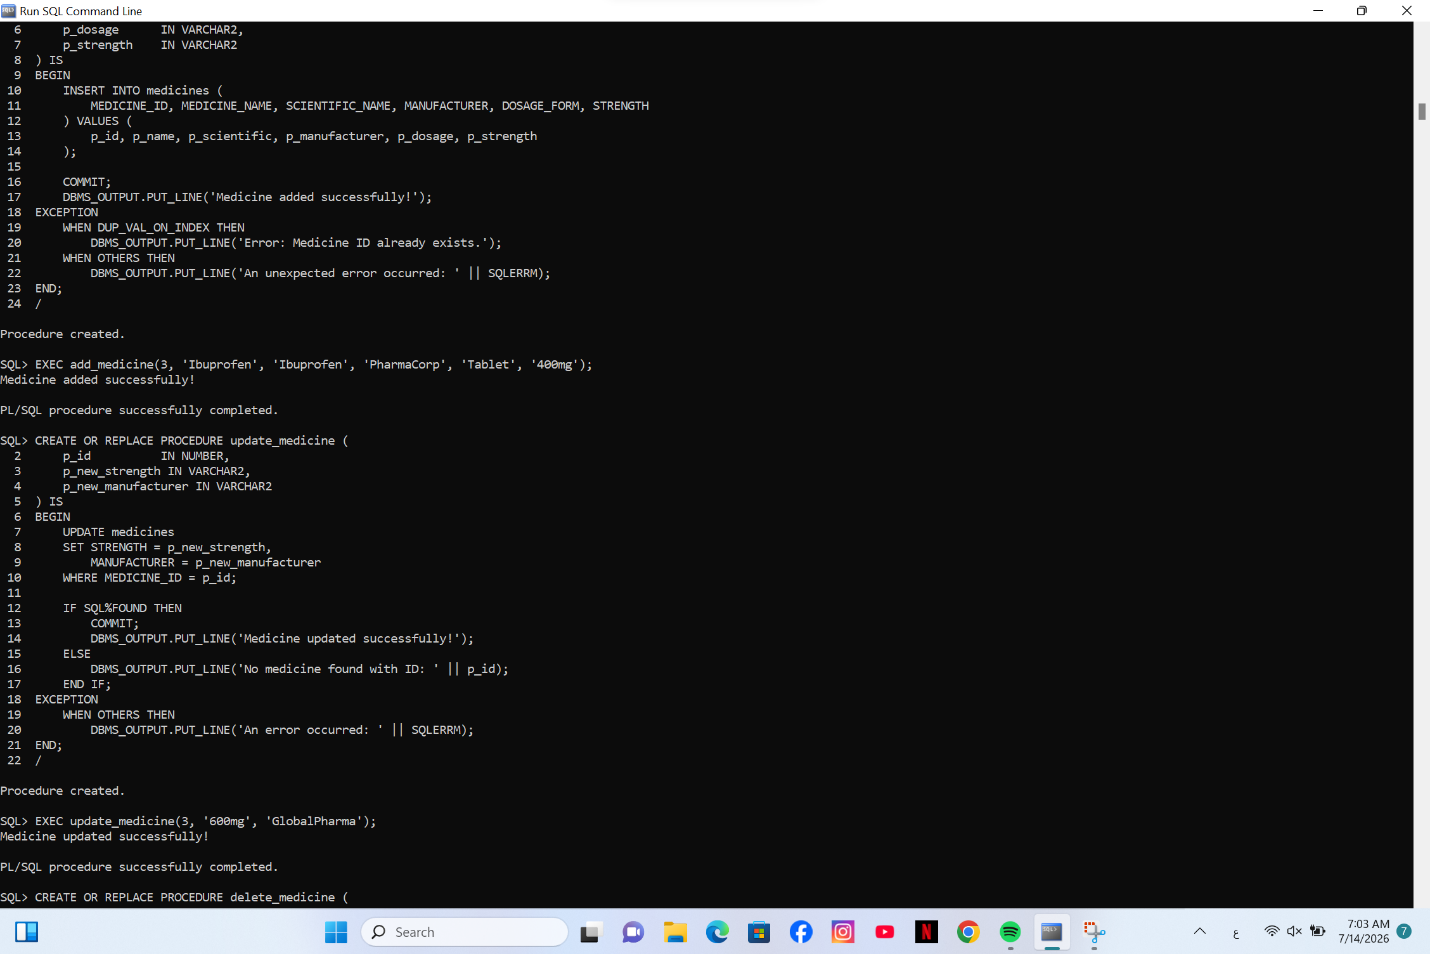 Run SQL Command Line
6      p_dosage      IN VARCHAR2,
7      p_strength    IN VARCHAR2
8  ) IS
9  BEGIN
10      INSERT INTO medicines (
11          MEDICINE_ID, MEDICINE_NAME, SCIENTIFIC_NAME, MANUFACTURER, DOSAGE_FORM, STRENGTH
12      ) VALUES (
13          p_id, p_name, p_scientific, p_manufacturer, p_dosage, p_strength
14      );
15
16      COMMIT;
17      DBMS_OUTPUT.PUT_LINE('Medicine added successfully!');
18  EXCEPTION
19      WHEN DUP_VAL_ON_INDEX THEN
20          DBMS_OUTPUT.PUT_LINE('Error: Medicine ID already exists.');
21      WHEN OTHERS THEN
22          DBMS_OUTPUT.PUT_LINE('An unexpected error occurred: ' || SQLERRM);
23  END;
24  /
Procedure created.
SQL> EXEC add_medicine(3, 'Ibuprofen', 'Ibuprofen', 'PharmaCorp', 'Tablet', '400mg');
Medicine added successfully!
PL/SQL procedure successfully completed.
SQL> CREATE OR REPLACE PROCEDURE update_medicine (
2      p_id          IN NUMBER,
3      p_new_strength IN VARCHAR2,
4      p_new_manufacturer IN VARCHAR2
5  ) IS
6  BEGIN
7      UPDATE medicines
8      SET STRENGTH = p_new_strength,
9          MANUFACTURER = p_new_manufacturer
10      WHERE MEDICINE_ID = p_id;
11
12      IF SQL%FOUND THEN
13          COMMIT;
14          DBMS_OUTPUT.PUT_LINE('Medicine updated successfully!');
15      ELSE
16          DBMS_OUTPUT.PUT_LINE('No medicine found with ID: ' || p_id);
17      END IF;
18  EXCEPTION
19      WHEN OTHERS THEN
20          DBMS_OUTPUT.PUT_LINE('An error occurred: ' || SQLERRM);
21  END;
22  /
Procedure created.
SQL> EXEC update_medicine(3, '600mg', 'GlobalPharma');
Medicine updated successfully!
PL/SQL procedure successfully completed.
SQL> CREATE OR REPLACE PROCEDURE delete_medicine (
Search
ع
7:03 AM
7/14/2026
7